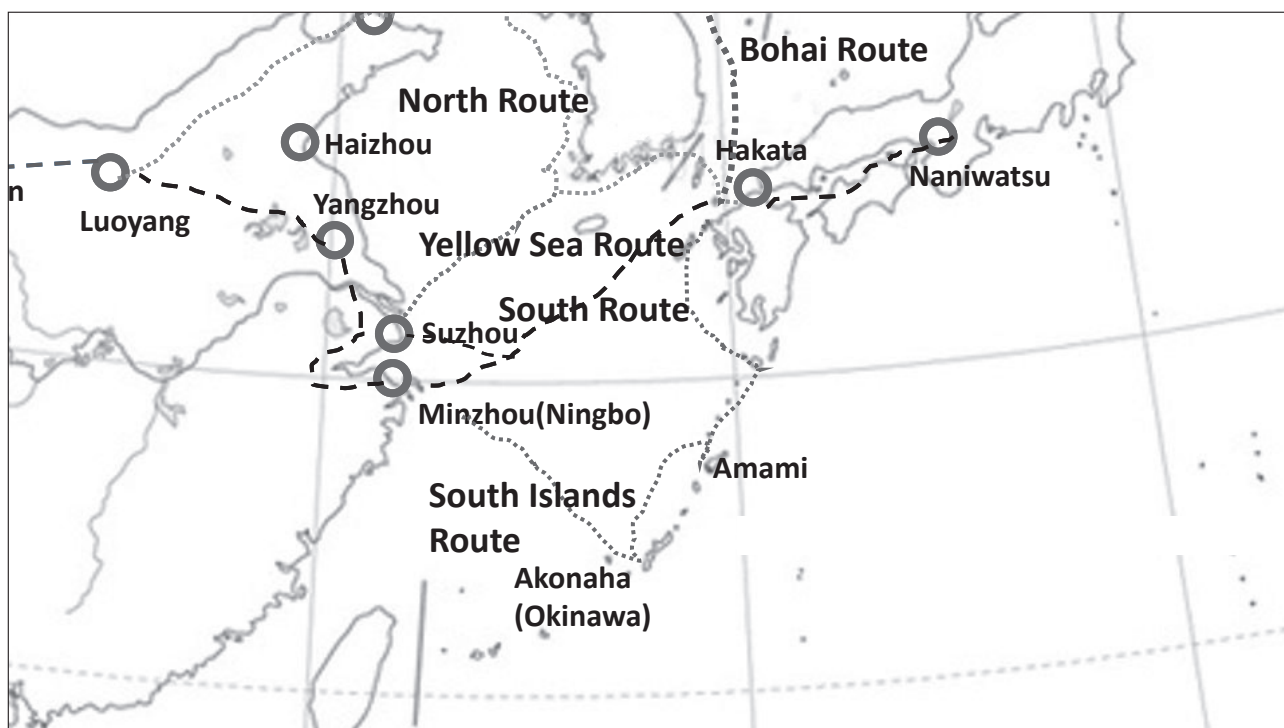 Bohai Route
North Route
Haizhou
Hakata
Naniwatsu
n
Luoyang
Yangzhou
Yellow Sea Route
South Route
Suzhou
Minzhou(Ningbo)
Amami
South Islands
Route
Akonaha
(Okinawa)